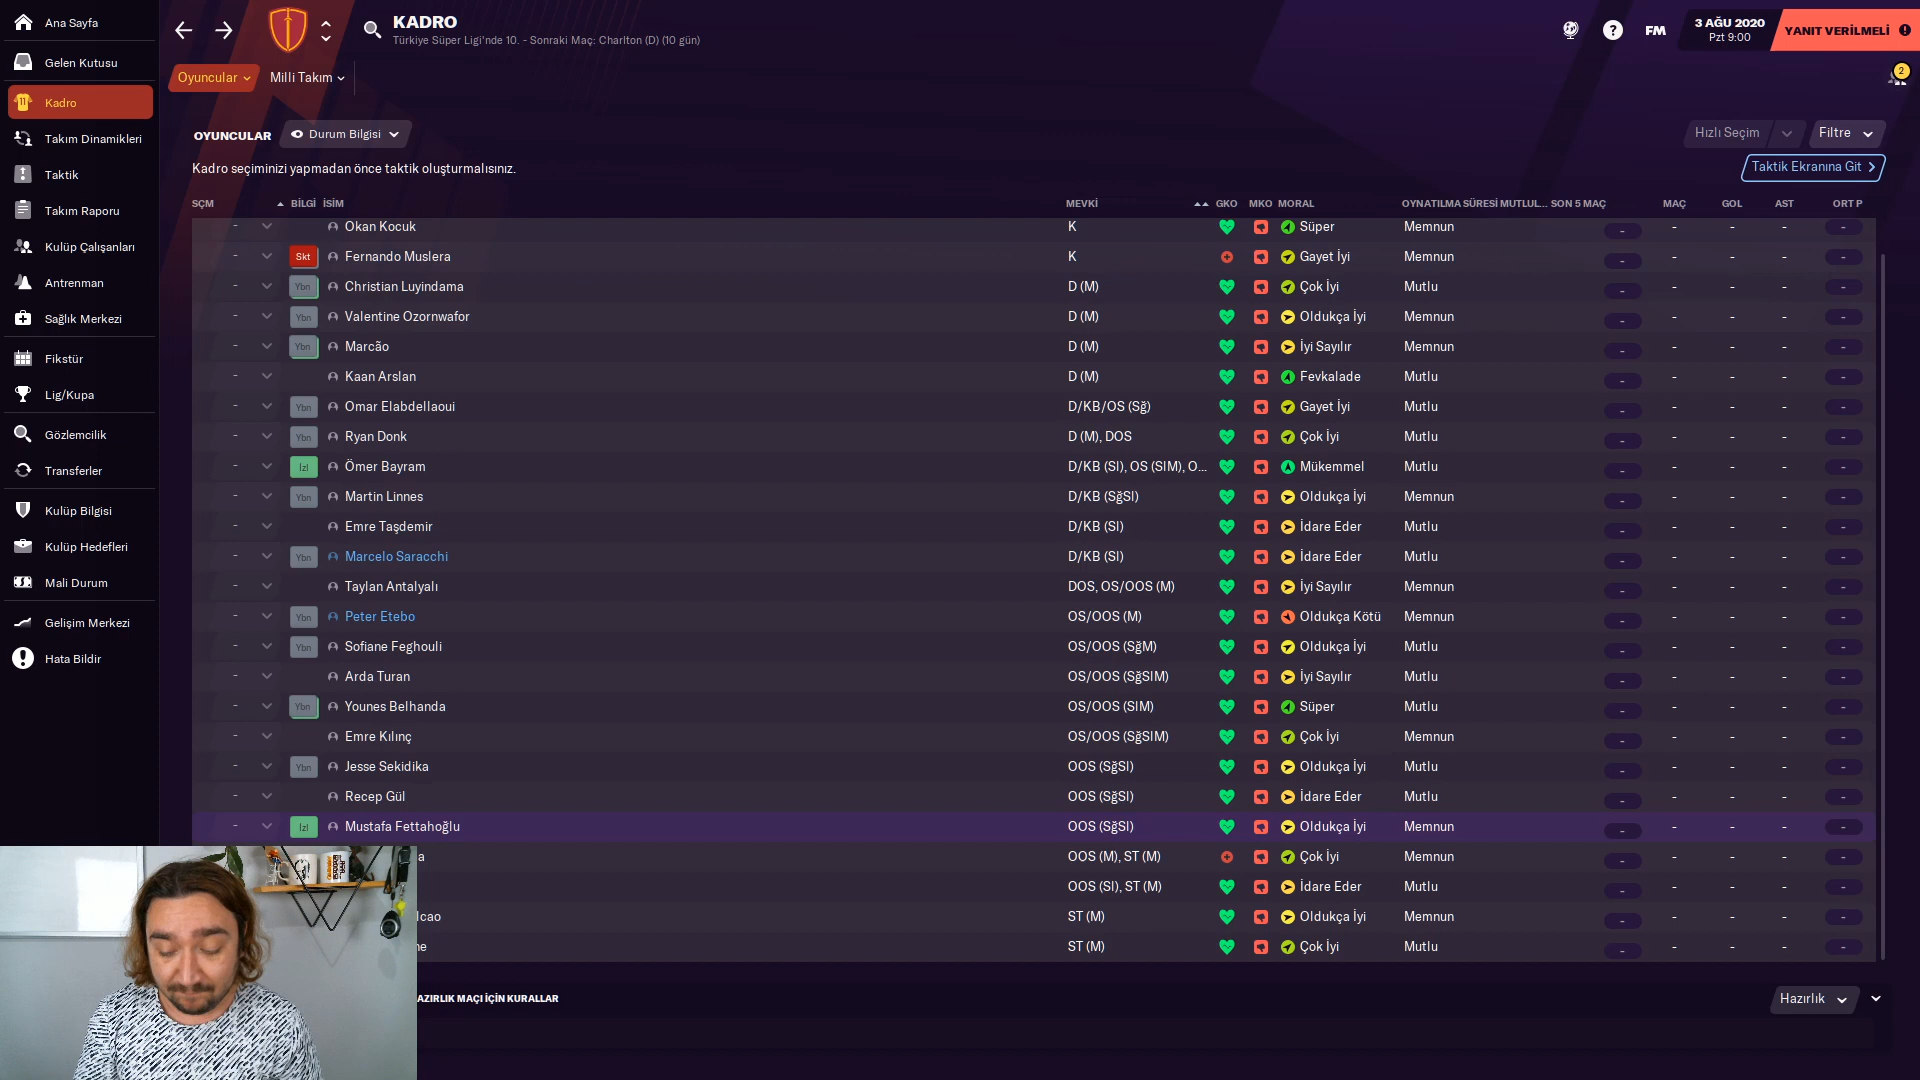 Ana Sayfa
Gelen Kutusu
Kadro
Takım Dinamikleri
Taktik
Takım Raporu
Kulüp Çalışanları
Antrenman
Sağlık Merkezi
Fikstür
Lig/Kupa
Gözlemcilik
Transferler
Kulüp Bilgisi
Kulüp Hedefleri
Mali Durum
Gelişim Merkezi
Hata Bildir
KADRO
Türkiye Süper Ligi'nde 10. - Sonraki Maç: Charlton (D) (10 gün)
FM
3 AĞU 2020
Pzt 9:00
YANIT VERİLMELİ
2
Oyuncular
Milli Takım
OYUNCULAR
Durum Bilgisi
Hızlı Seçim
Filtre
Kadro seçiminizi yapmadan önce taktik oluşturmalısınız.
Taktik Ekranına Git
SÇM BİLGİ İSİM MEVKİ GKO MKO MORAL OYNATILMA SÜRESİ MUTLUL... SON 5 MAÇ MAÇ GOL AST ORT P
- Okan Kocuk K Süper Memnun - - - - -
- Skt Fernando Muslera K Gayet İyi Memnun - - - - -
- Ybn Christian Luyindama D (M) Çok İyi Mutlu - - - - -
- Ybn Valentine Ozornwafor D (M) Oldukça İyi Memnun - - - - -
- Ybn Marcão D (M) İyi Sayılır Memnun - - - - -
- Kaan Arslan D (M) Fevkalade Mutlu - - - - -
- Ybn Omar Elabdellaoui D/KB/OS (Sğ) Gayet İyi Mutlu - - - - -
- Ybn Ryan Donk D (M), DOS Çok İyi Mutlu - - - - -
- İzl Ömer Bayram D/KB (Sl), OS (SlM), O... Mükemmel Mutlu - - - - -
- Ybn Martin Linnes D/KB (SğSl) Oldukça İyi Memnun - - - - -
- Emre Taşdemir D/KB (Sl) İdare Eder Mutlu - - - - -
- Ybn Marcelo Saracchi D/KB (Sl) İdare Eder Mutlu - - - - -
- Taylan Antalyalı DOS, OS/OOS (M) İyi Sayılır Memnun - - - - -
- Ybn Peter Etebo OS/OOS (M) Oldukça Kötü Memnun - - - - -
- Ybn Sofiane Feghouli OS/OOS (SğM) Oldukça İyi Mutlu - - - - -
- Arda Turan OS/OOS (SğSlM) İyi Sayılır Mutlu - - - - -
- Ybn Younes Belhanda OS/OOS (SlM) Süper Mutlu - - - - -
- Emre Kılınç OS/OOS (SğSlM) Çok İyi Memnun - - - - -
- Ybn Jesse Sekidika OOS (SğSl) Oldukça İyi Mutlu - - - - -
- Recep Gül OOS (SğSl) İdare Eder Mutlu - - - - -
- İzl Mustafa Fettahoğlu OOS (SğSl) Oldukça İyi Memnun - - - - -
a OOS (M), ST (M) Çok İyi Memnun - - - - -
OOS (Sl), ST (M) İdare Eder Mutlu - - - - -
lcao ST (M) Oldukça İyi Memnun - - - - -
ne ST (M) Çok İyi Mutlu - - - - -
AZIRLIK MAÇI İÇİN KURALLAR
Hazırlık